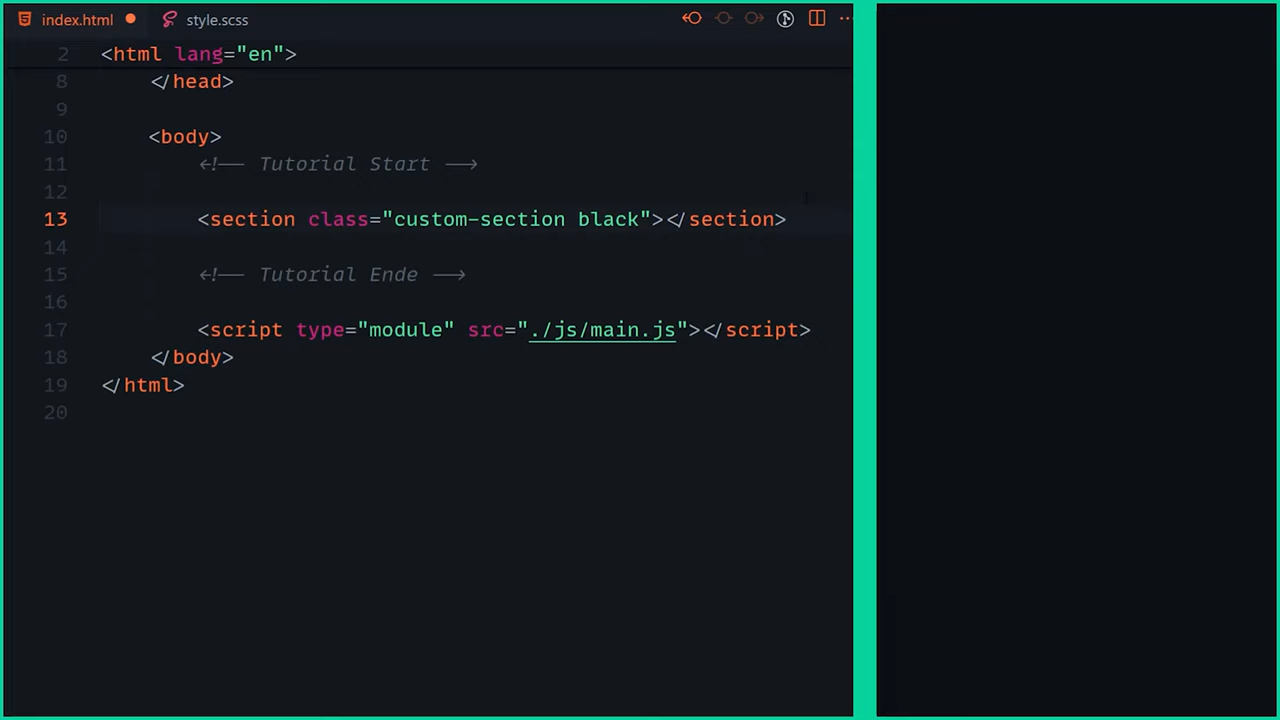 index.html
style.scss
2 <html lang="en">
8 </head>
9
10 <body>
11 <!-- Tutorial Start -->
12
13 <section class="custom-section black"></section>
14
15 <!-- Tutorial Ende -->
16
17 <script type="module" src="./js/main.js"></script>
18 </body>
19 </html>
20